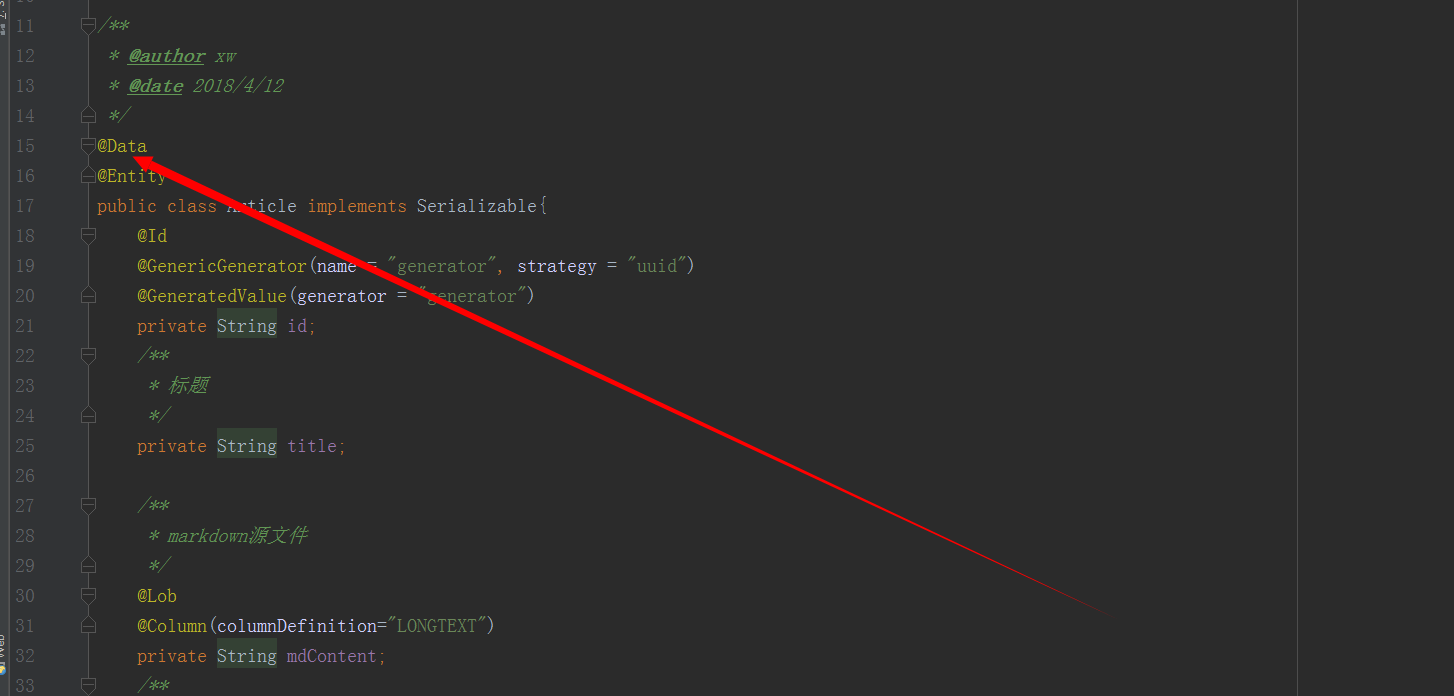 11 /**
12 * @author xw
13 * @date 2018/4/12
14 */
15 @Data
16 @Entity
17 public class Article implements Serializable{
18 @Id
19 @GenericGenerator(name = "generator", strategy = "uuid")
20 @GeneratedValue(generator = "generator")
21 private String id;
22 /**
23 * 标题
24 */
25 private String title;
26
27 /**
28 * markdown源文件
29 */
30 @Lob
31 @Column(columnDefinition="LONGTEXT")
32 private String mdContent;
33 /**